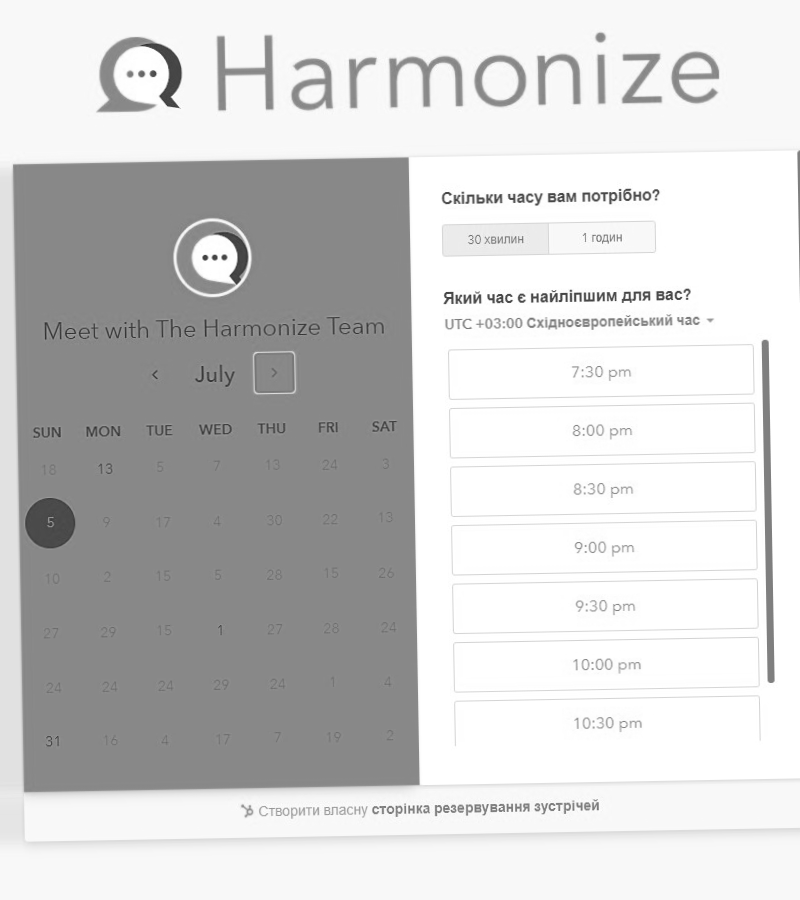 Harmonize
Meet with The Harmonize Team
July
SUN MON TUE WED THU FRI SAT
18 13 5 7 13 24 3
5 9 17 4 30 22 13
10 2 15 5 28 15 26
27 29 15 1 27 28 24
24 24 24 29 24 1 4
31 16 4 17 7 19 2
Скільки часу вам потрібно?
30 хвилин 1 годин
Який час є найліпшим для вас?
UTC +03:00 Східноєвропейський час
7:30 pm
8:00 pm
8:30 pm
9:00 pm
9:30 pm
10:00 pm
10:30 pm
Створити власну сторінка резервування зустрічей